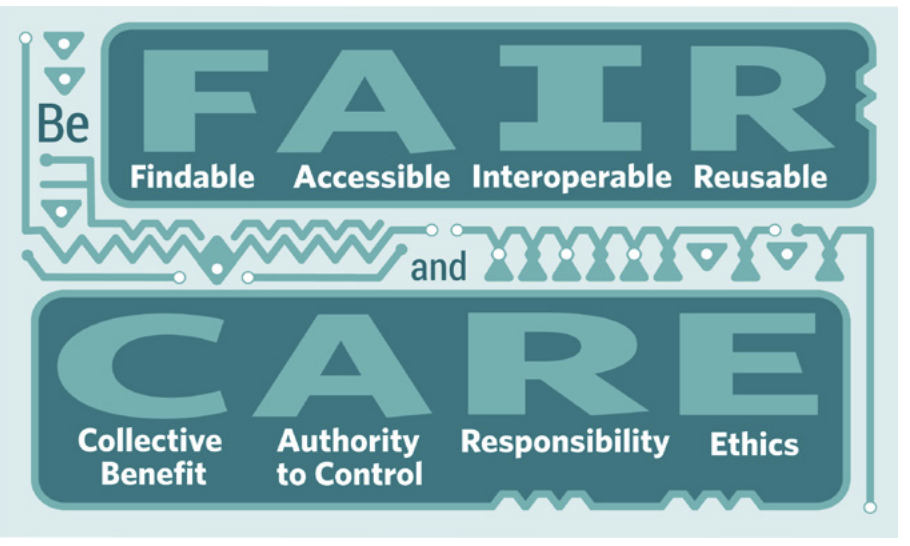 Be
FAIR
Findable Accessible Interoperable Reusable
and
CARE
Collective Benefit Authority to Control Responsibility Ethics